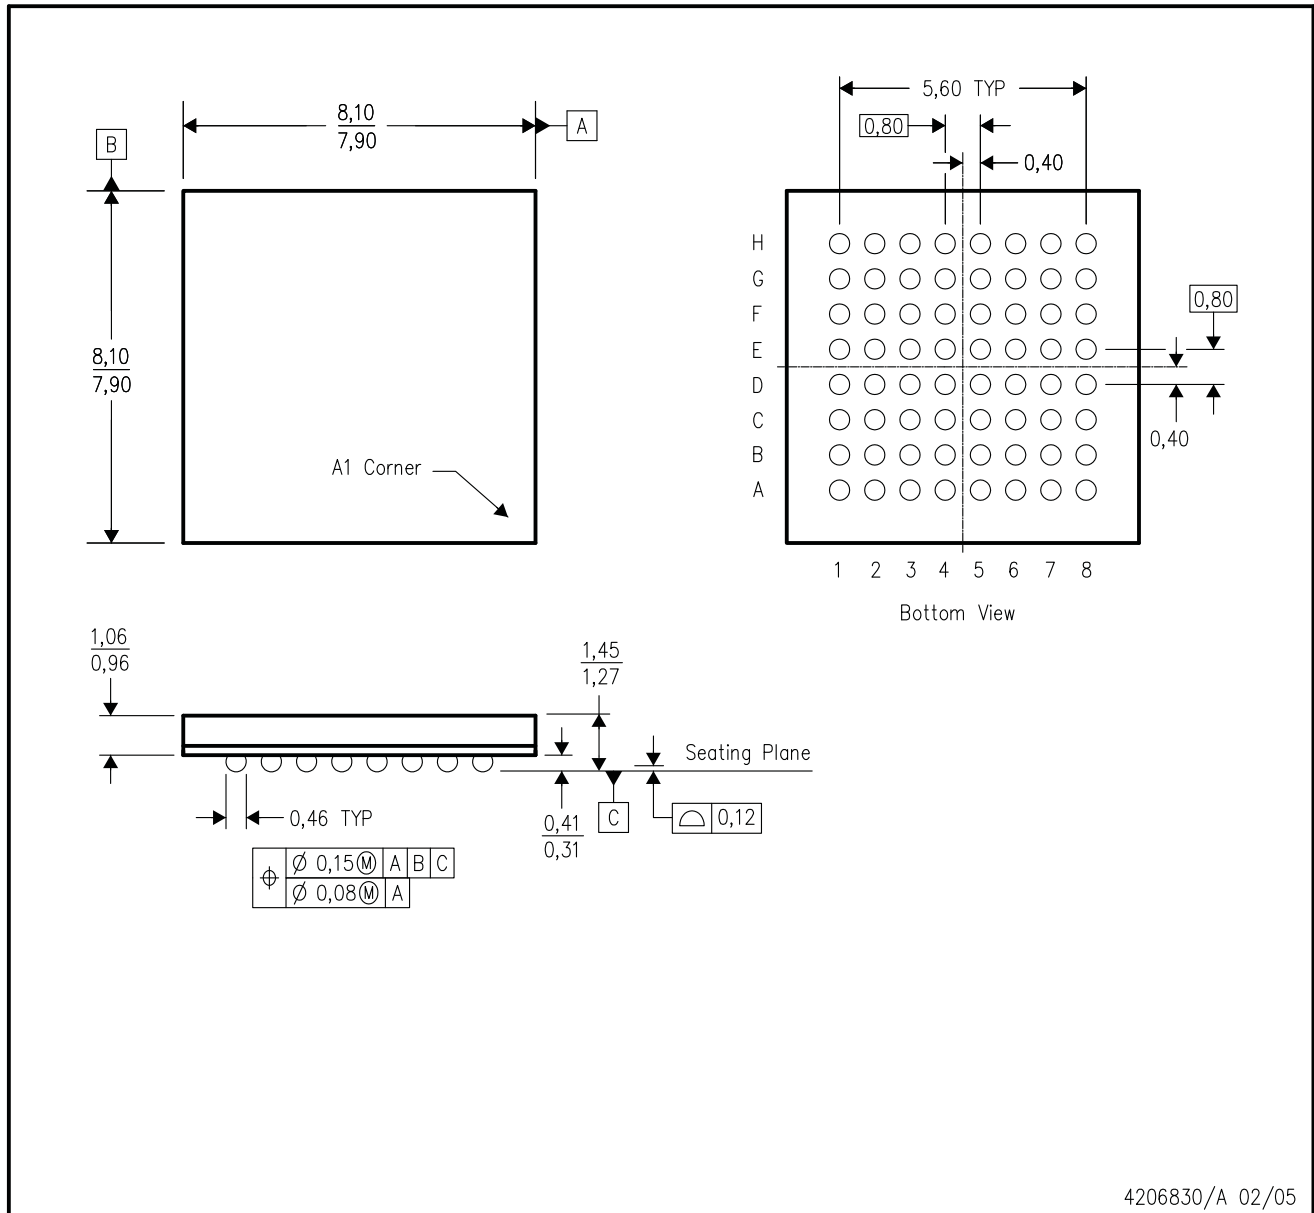 8,10
7,90
A
B
8,10
7,90
A1 Corner
5,60 TYP
0,80
0,40
H
G
F
E
D
C
B
A
0,80
0,40
1 2 3 4 5 6 7 8
Bottom View
1,06
0,96
1,45
1,27
Seating Plane
0,46 TYP
0,41
0,31
C
0,12
Ø 0,15 Ⓜ A B C
Ø 0,08 Ⓜ A
4206830/A 02/05